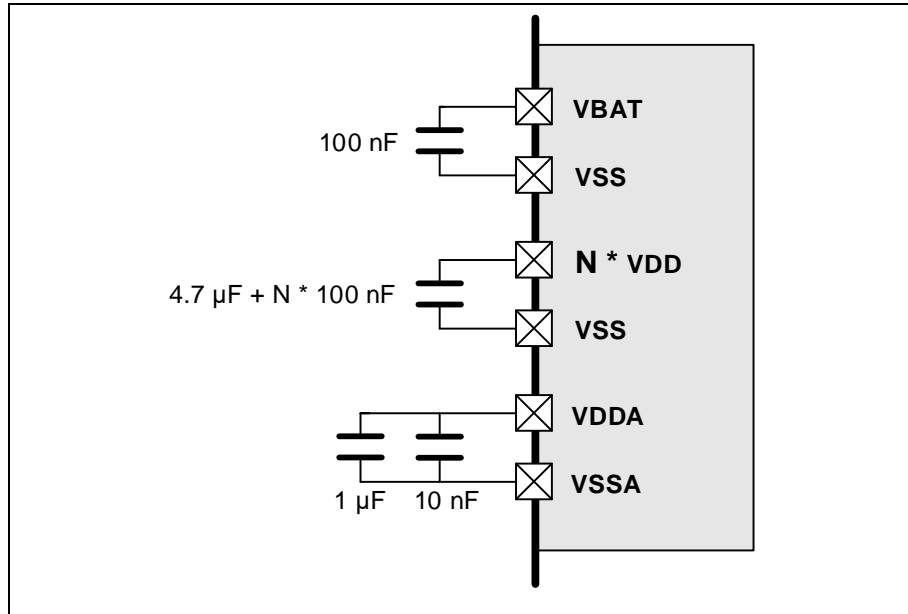 VBAT
100 nF
VSS
N * VDD
4.7 µF + N * 100 nF
VSS
VDDA
VSSA
1 µF 10 nF